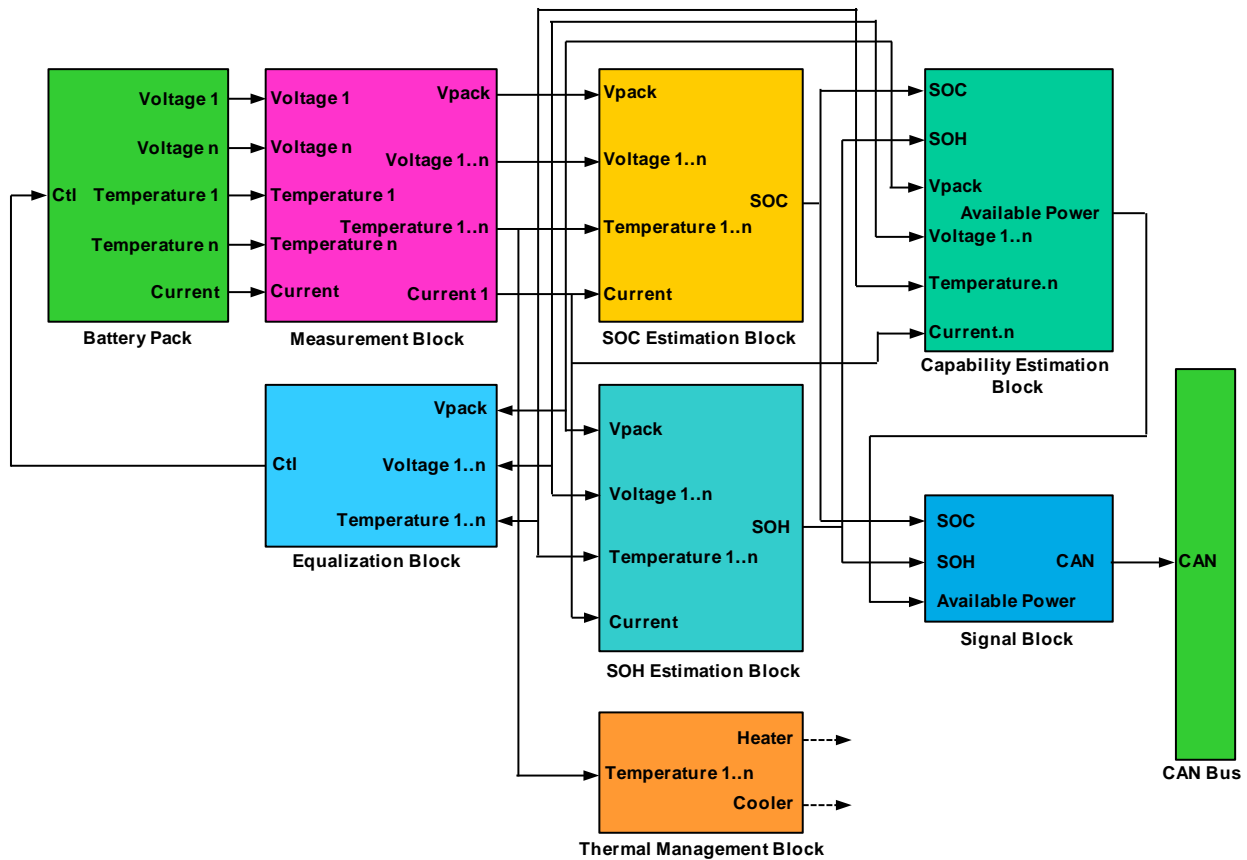 Voltage 1
Voltage n
Ctl
Temperature 1
Temperature n
Current
Battery Pack
Voltage 1
Vpack
Voltage n
Voltage 1..n
Temperature 1
Temperature 1..n
Temperature n
Current
Current 1
Measurement Block
Vpack
Voltage 1..n
SOC
Temperature 1..n
Current
SOC Estimation Block
SOC
SOH
Vpack
Available Power
Voltage 1..n
Temperature.n
Current.n
Capability Estimation
Block
Vpack
Ctl
Voltage 1..n
Temperature 1..n
Equalization Block
Vpack
Voltage 1..n
SOH
Temperature 1..n
Current
SOH Estimation Block
SOC
SOH
CAN
Available Power
Signal Block
CAN
CAN Bus
Heater
Temperature 1..n
Cooler
Thermal Management Block